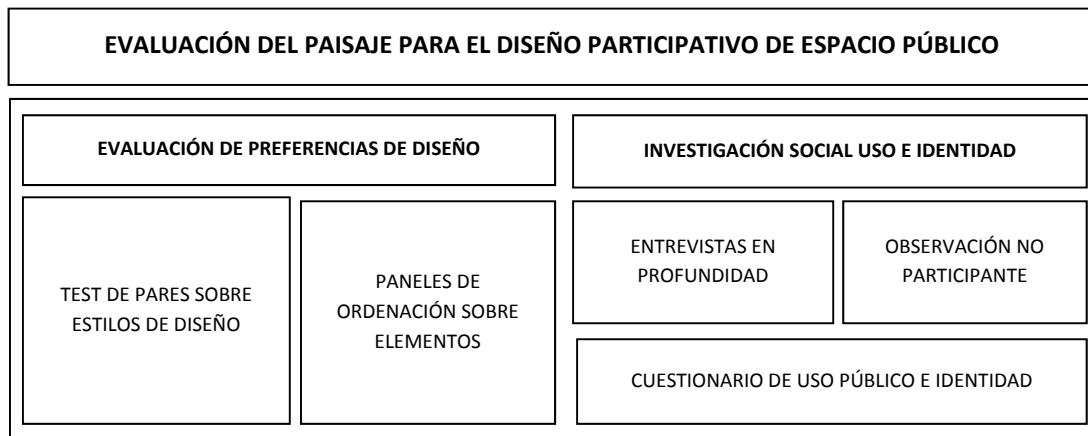 EVALUACIÓN DEL PAISAJE PARA EL DISEÑO PARTICIPATIVO DE ESPACIO PÚBLICO
EVALUACIÓN DE PREFERENCIAS DE DISEÑO
TEST DE PARES SOBRE
ESTILOS DE DISEÑO
PANELES DE
ORDENACIÓN SOBRE
ELEMENTOS
INVESTIGACIÓN SOCIAL USO E IDENTIDAD
ENTREVISTAS EN
PROFUNDIDAD
OBSERVACIÓN NO
PARTICIPANTE
CUESTIONARIO DE USO PÚBLICO E IDENTIDAD